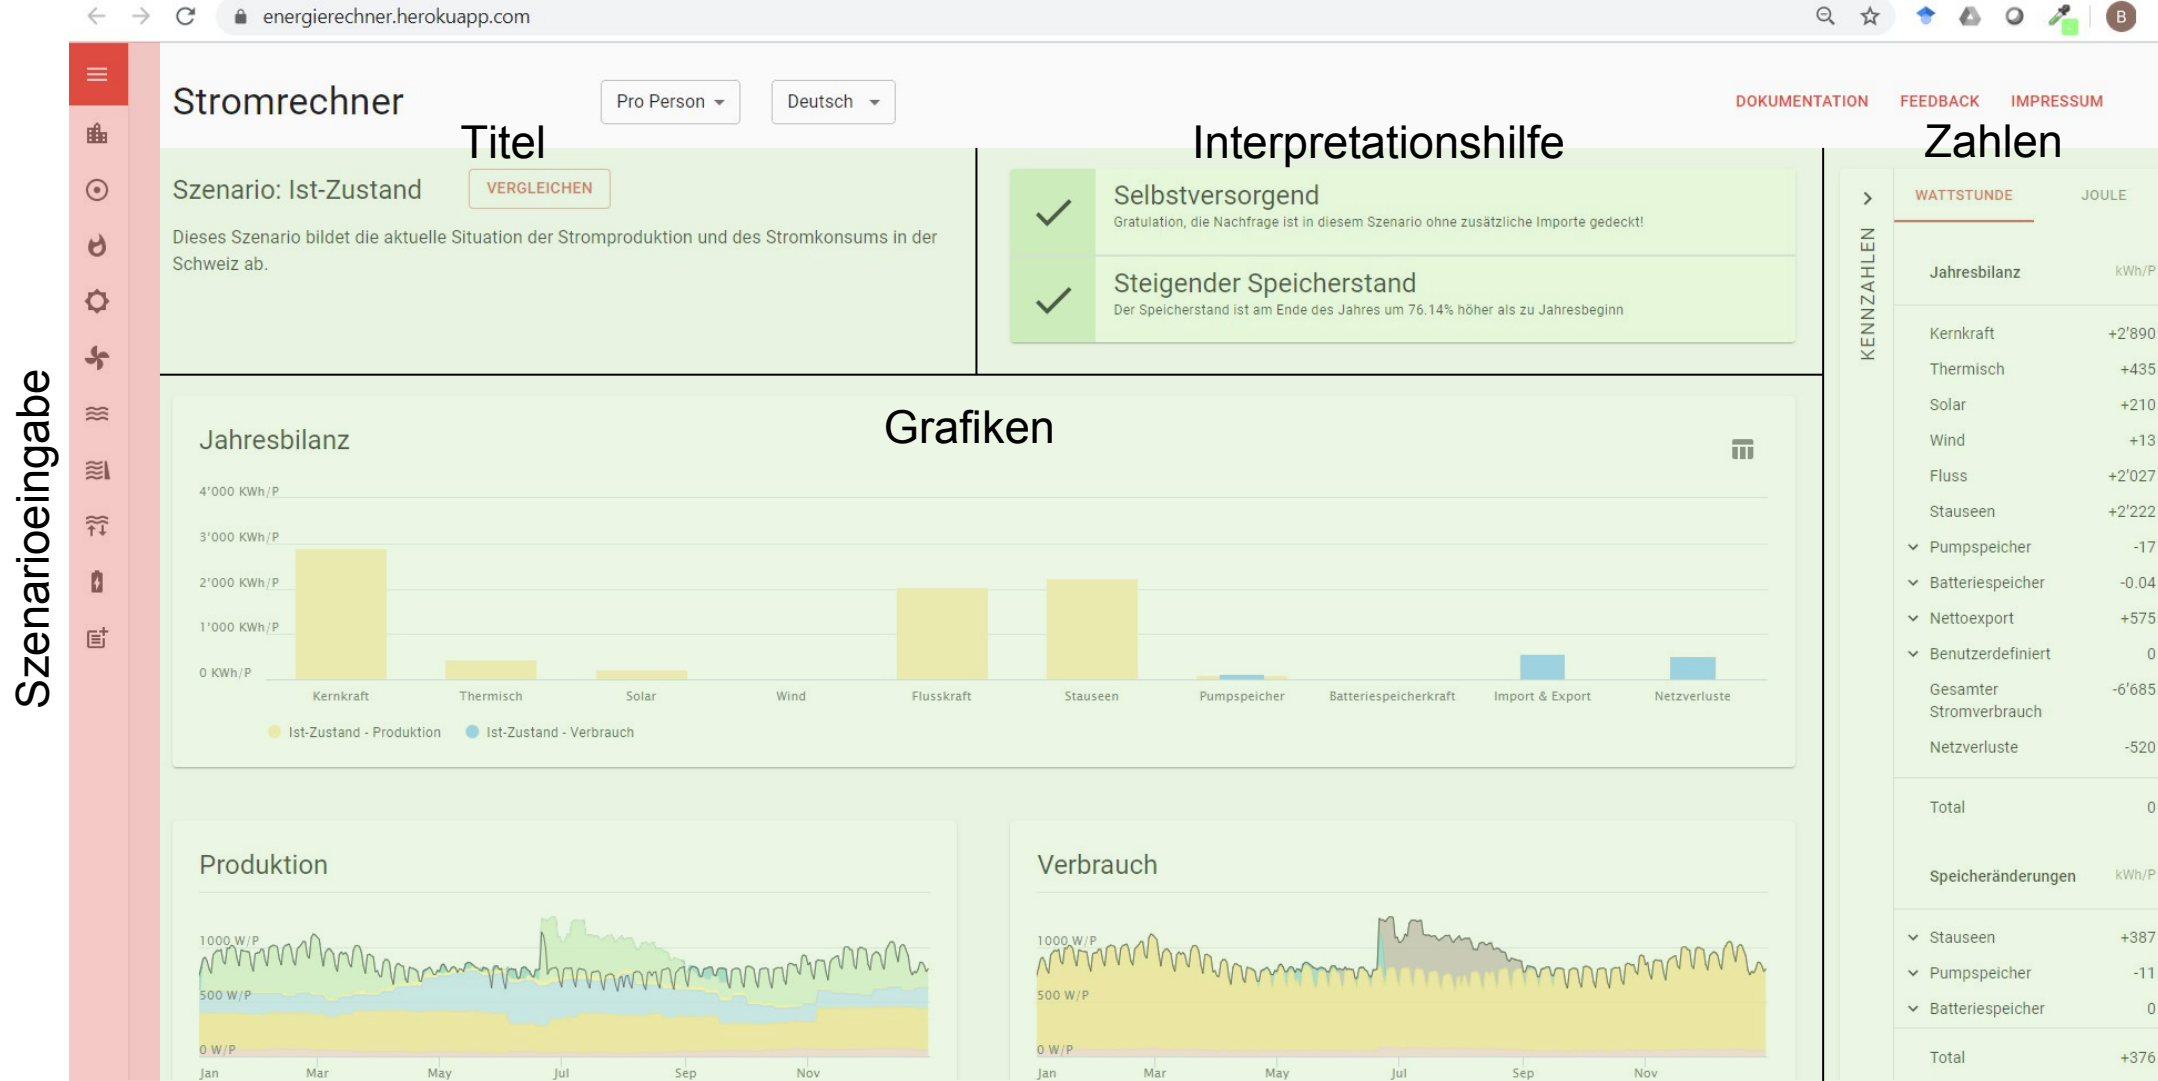 energierechner.herokuapp.com
B
Stromrechner
Pro Person
Deutsch
DOKUMENTATION
FEEDBACK
IMPRESSUM
Titel
Interpretationshilfe
Zahlen
Szenarioeingabe
Szenario: Ist-Zustand
VERGLEICHEN
Dieses Szenario bildet die aktuelle Situation der Stromproduktion und des Stromkonsums in der
Schweiz ab.
Selbstversorgend
Gratulation, die Nachfrage ist in diesem Szenario ohne zusätzliche Importe gedeckt!
Steigender Speicherstand
Der Speicherstand ist am Ende des Jahres um 76.14% höher als zu Jahresbeginn
Grafiken
Jahresbilanz
4'000 KWh/P
3'000 KWh/P
2'000 KWh/P
1'000 KWh/P
0 KWh/P
Kernkraft
Thermisch
Solar
Wind
Flusskraft
Stauseen
Pumpspeicher
Batteriespeicherkraft
Import & Export
Netzverluste
Ist-Zustand - Produktion
Ist-Zustand - Verbrauch
Produktion
1000 W/P
500 W/P
0 W/P
Jan
Mar
May
Jul
Sep
Nov
Verbrauch
1000 W/P
500 W/P
0 W/P
Jan
Mar
May
Jul
Sep
Nov
KENNZAHLEN
WATTSTUNDE
JOULE
Jahresbilanz kWh/P
Kernkraft +2'890
Thermisch +435
Solar +210
Wind +13
Fluss +2'027
Stauseen +2'222
Pumpspeicher -17
Batteriespeicher -0.04
Nettoexport +575
Benutzerdefiniert 0
Gesamter -6'685
Stromverbrauch
Netzverluste -520
Total 0
Speicheränderungen kWh/P
Stauseen +387
Pumpspeicher -11
Batteriespeicher 0
Total +376